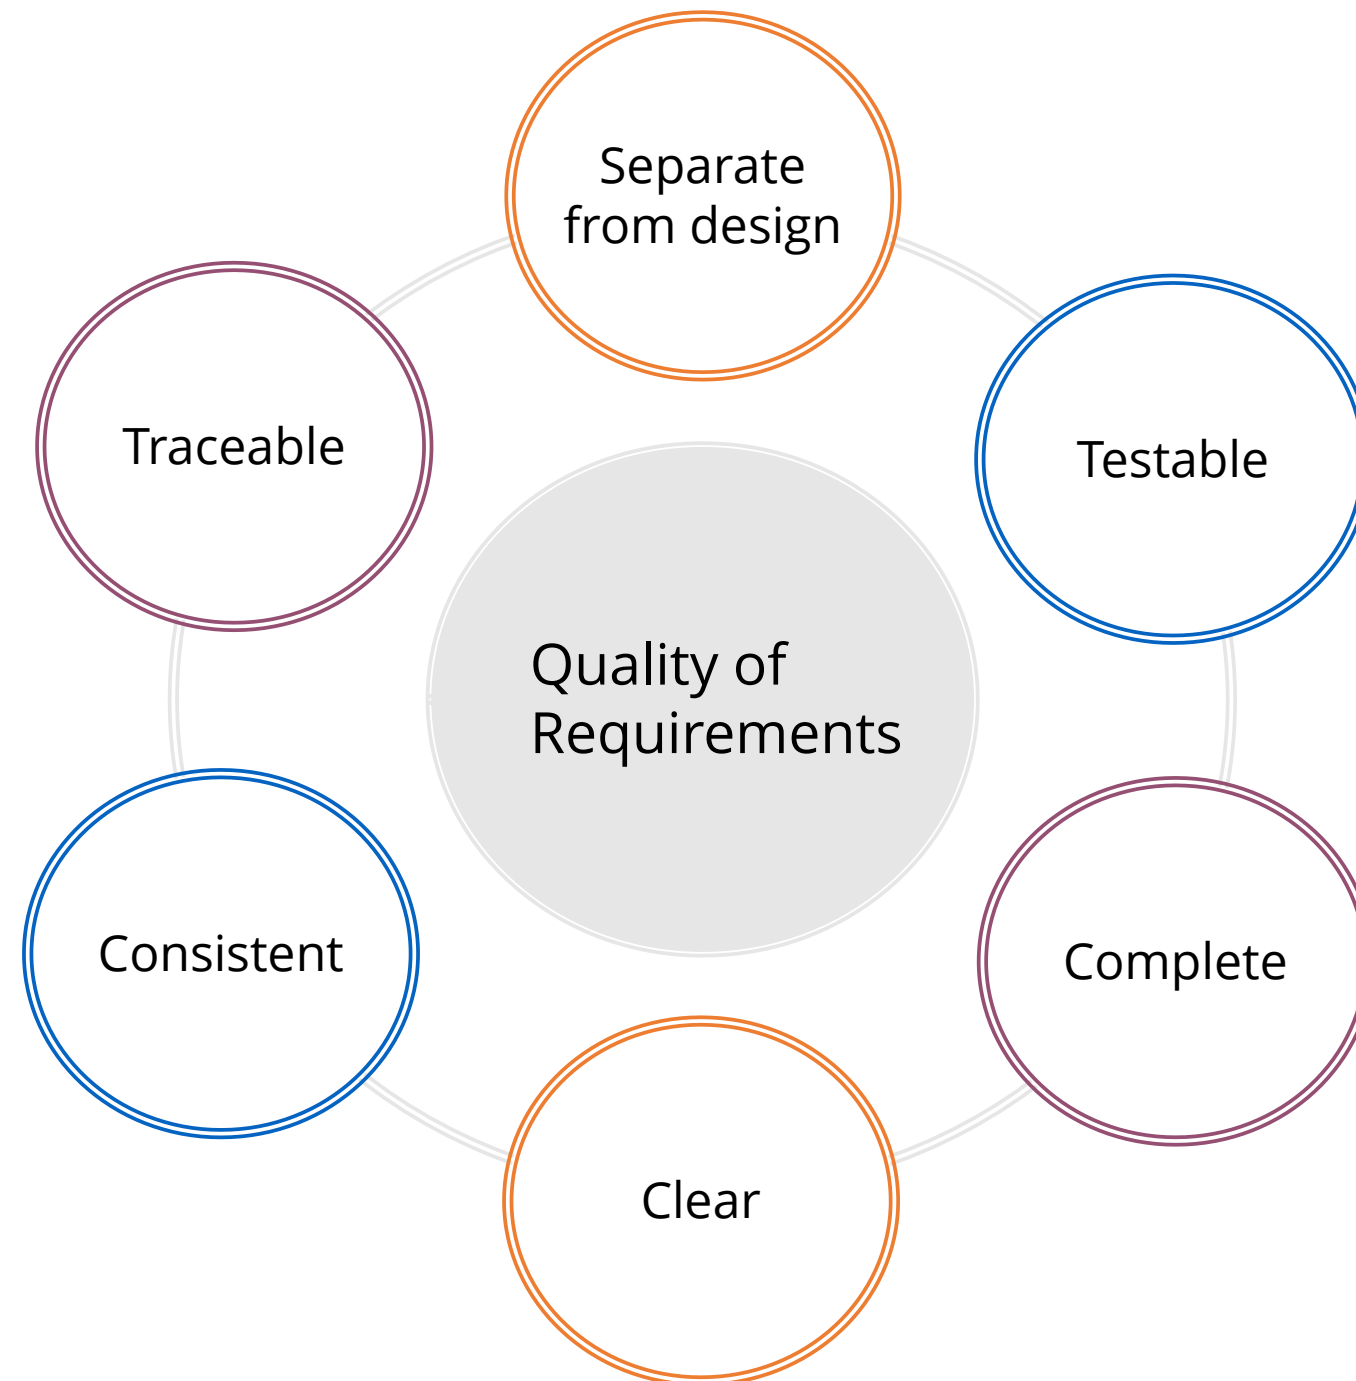 Separate
from design
Traceable
Testable
Quality of
Requirements
Consistent
Complete
Clear